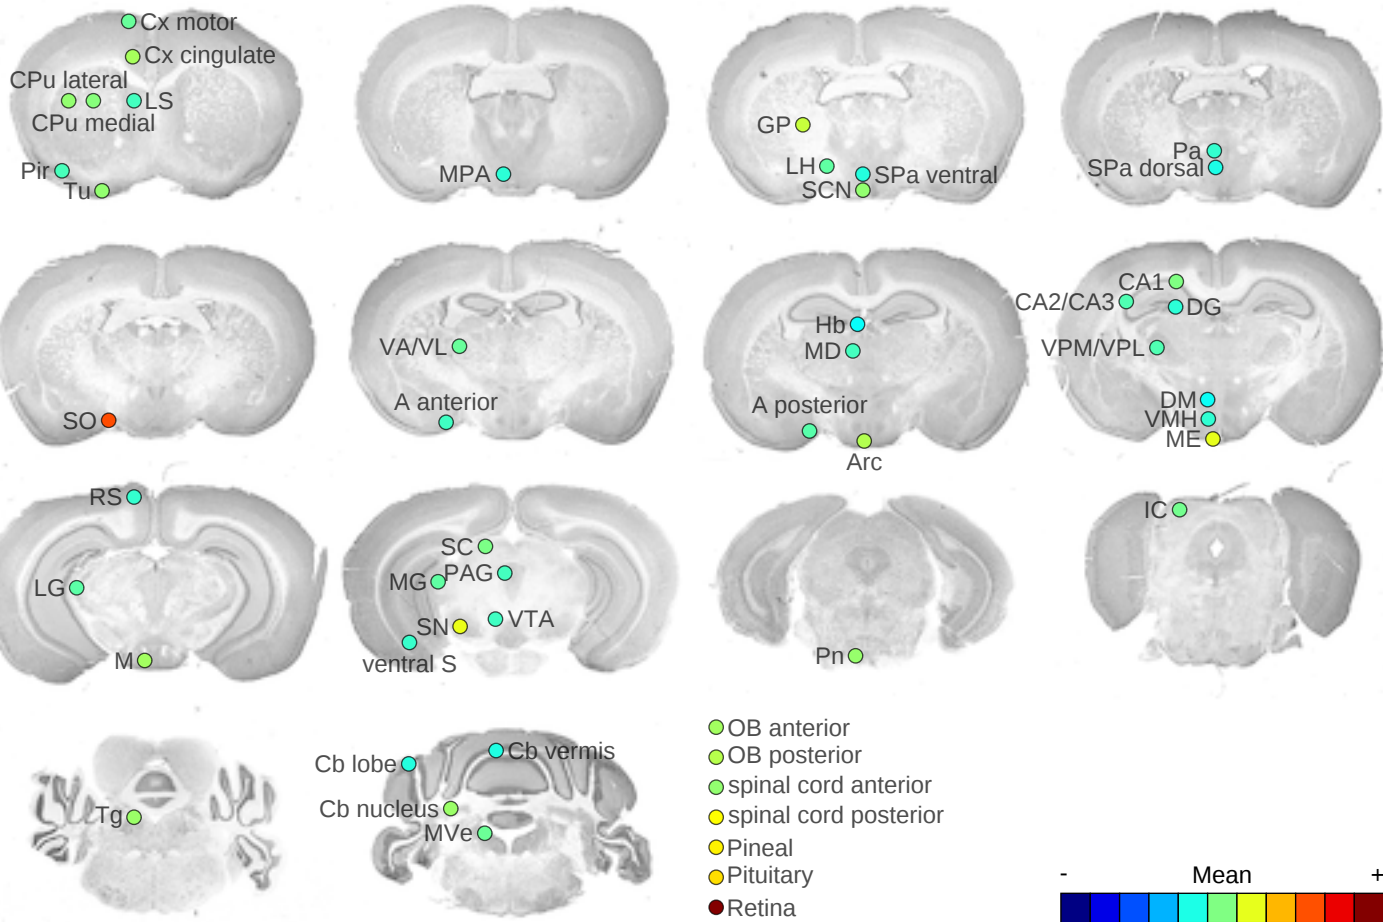 Cx motor
Cx cingulate
CPu lateral
LS
CPu medial
Pir
Tu
MPA
GP
LH
SPa ventral
SCN
Pa
SPa dorsal
SO
VA/VL
A anterior
Hb
MD
A posterior
Arc
CA1
CA2/CA3
DG
VPM/VPL
DM
VMH
ME
RS
LG
M
SC
MG
PAG
SN
VTA
ventral S
Pn
IC
Tg
Cb lobe
Cb vermis
Cb nucleus
MVe
OB anterior
OB posterior
spinal cord anterior
spinal cord posterior
Pineal
Pituitary
Retina
- Mean +